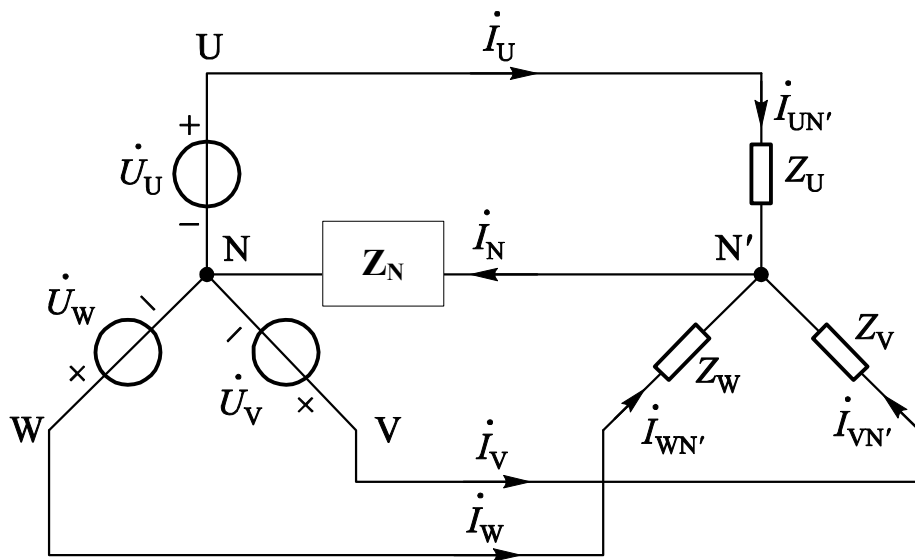 U
İ_U
İ_UN′
+
U̇_U
Z_U
−
N
Z_N
İ_N
N′
U̇_W
−
−
Z_V
+
U̇_V
+
Z_W
W
V
İ_WN′
İ_VN′
İ_V
İ_W